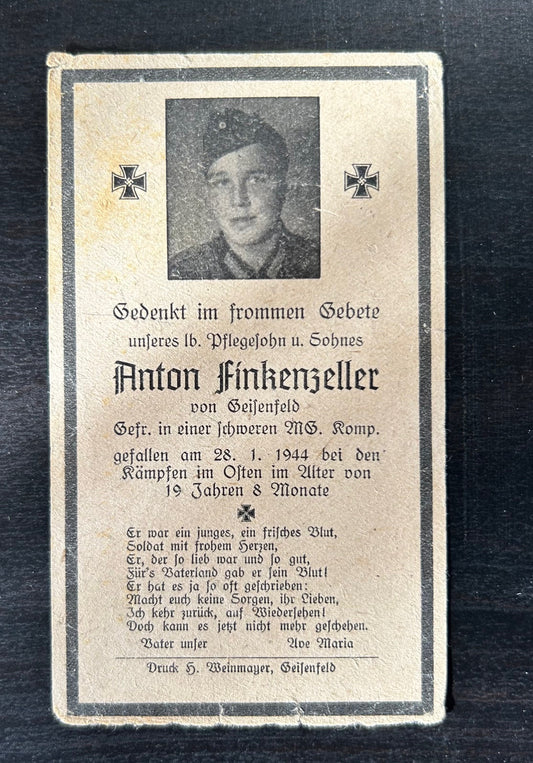 Gedenkt im frommen Gebete
unseres lb. Pflegesohn u. Sohnes
Anton Finkenzeller
von Geisenfeld
Gefr. in einer schweren MG. Komp.
gefallen am 28. 1. 1944 bei den
Kämpfen im Osten im Alter von
19 Jahren 8 Monate
Er war ein junges, ein frisches Blut,
Soldat mit frohem Herzen,
Er, der so lieb war und so gut,
Für's Vaterland gab er sein Blut!
Er hat es ja so oft geschrieben:
Macht euch keine Sorgen, ihr Lieben,
Ich kehr zurück, auf Wiedersehen!
Doch kann es jetzt nicht mehr geschehen.
Vater unser Ave Maria
Druck H. Weinmayer, Geisenfeld